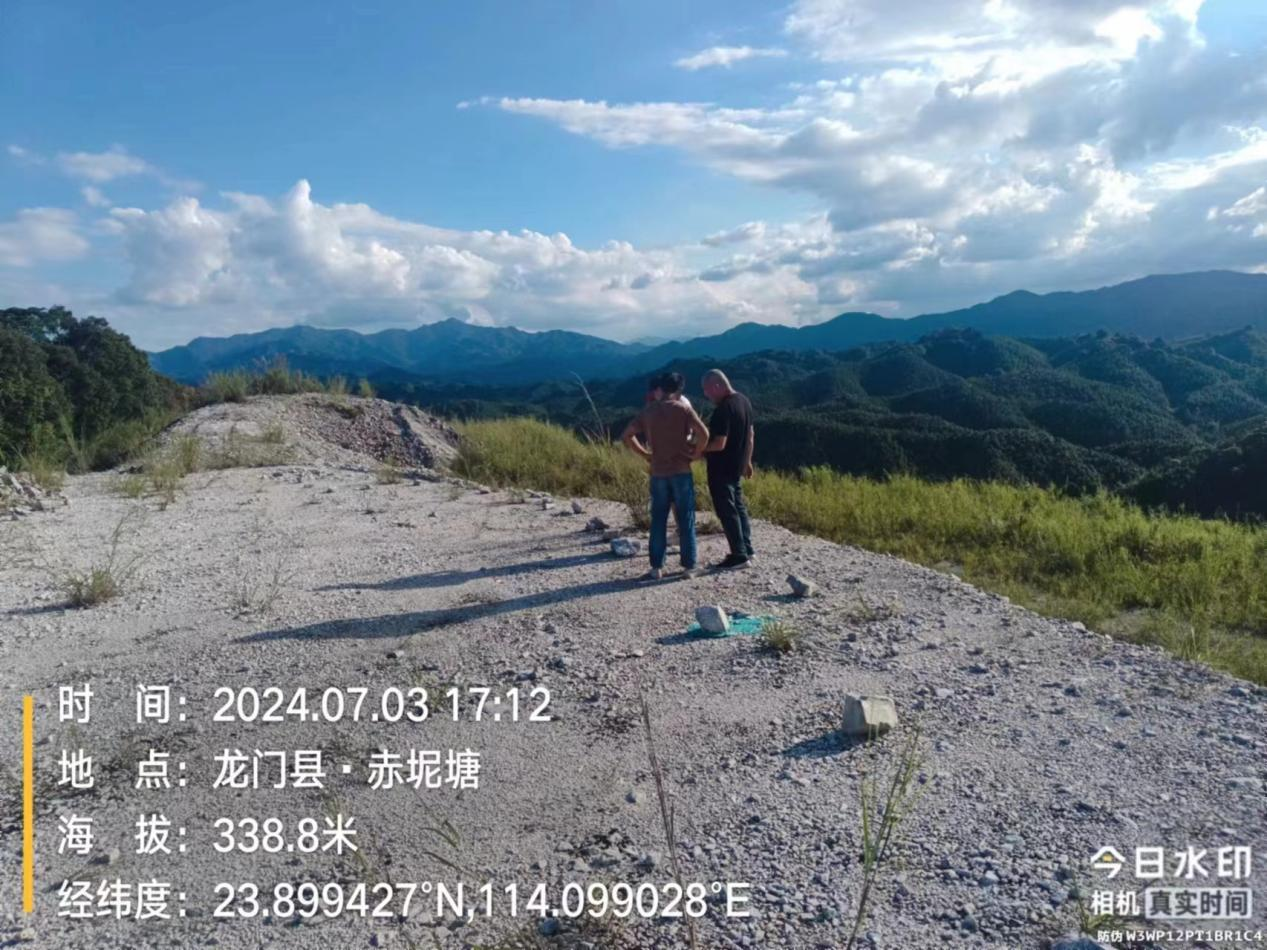 时 间：2024.07.03 17:12
地 点：龙门县·赤坭塘
海 拔：338.8米
经纬度：23.899427°N,114.099028°E
今日水印
相机 真实时间
防伪 W3WP12PT1BR1C4